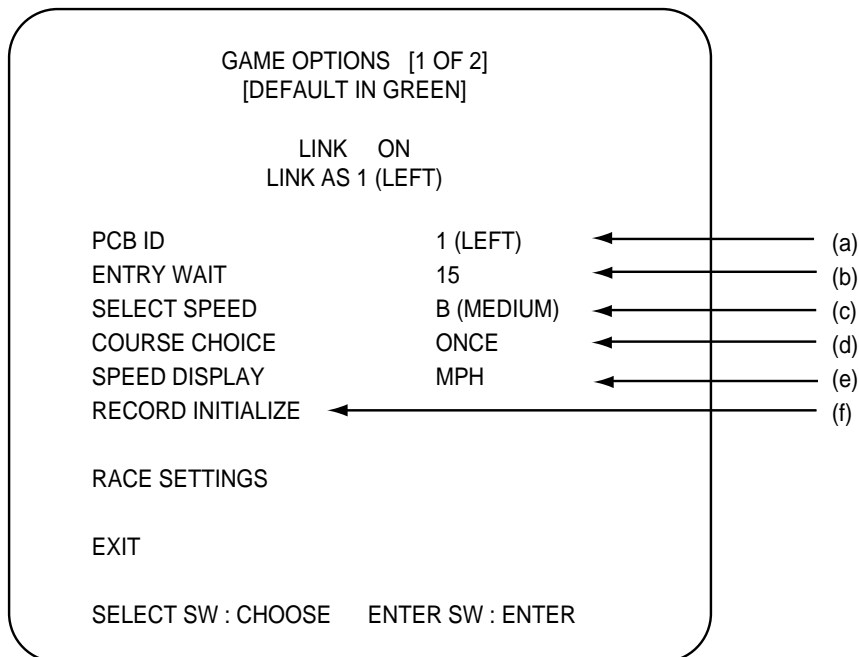 GAME OPTIONS [1 OF 2]
[DEFAULT IN GREEN]
LINK ON
LINK AS 1 (LEFT)
PCB ID 1 (LEFT) (a)
ENTRY WAIT 15 (b)
SELECT SPEED B (MEDIUM) (c)
COURSE CHOICE ONCE (d)
SPEED DISPLAY MPH (e)
RECORD INITIALIZE (f)
RACE SETTINGS
EXIT
SELECT SW : CHOOSE ENTER SW : ENTER